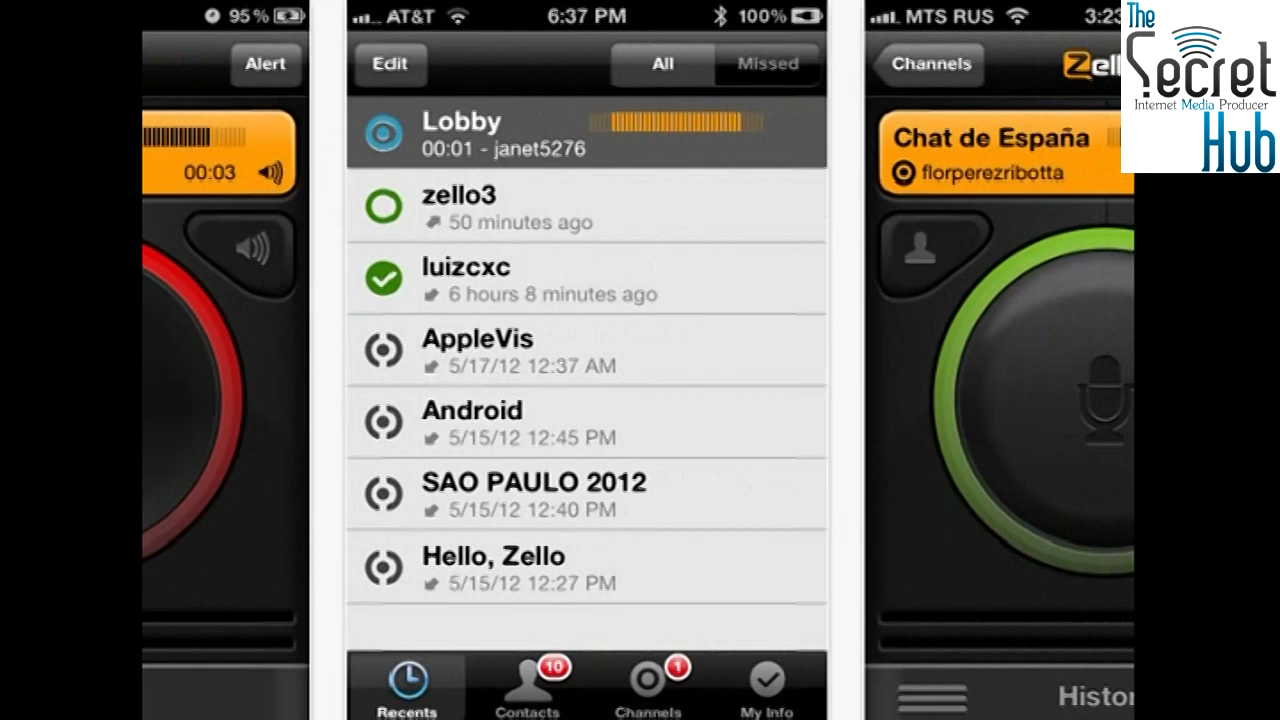 95%
Alert
00:03
AT&T 6:37 PM 100%
Edit All Missed
Lobby
00:01 - janet5276
zello3
50 minutes ago
luizcxc
6 hours 8 minutes ago
AppleVis
5/17/12 12:37 AM
Android
5/15/12 12:45 PM
SAO PAULO 2012
5/15/12 12:40 PM
Hello, Zello
5/15/12 12:27 PM
10 1
Recents Contacts Channels My Info
MTS RUS 3:23
Channels Zell
Chat de España
florperezribotta
Histor
The
Secret
Internet Media Producer
Hub